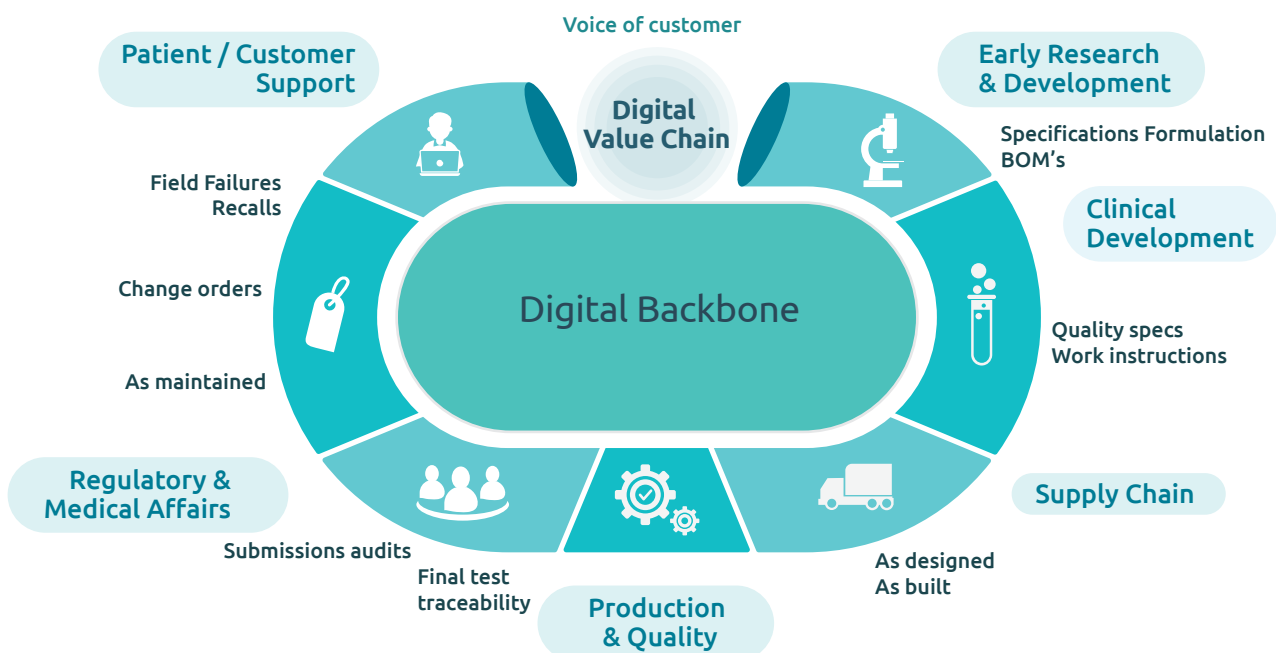 Voice of customer
Digital
Value Chain
Early Research
& Development
Specifications Formulation
BOM's
Clinical
Development
Quality specs
Work instructions
Supply Chain
As designed
As built
Production
& Quality
Final test
traceability
Submissions audits
Regulatory &
Medical Affairs
As maintained
Change orders
Field Failures
Recalls
Patient / Customer
Support
Digital Backbone